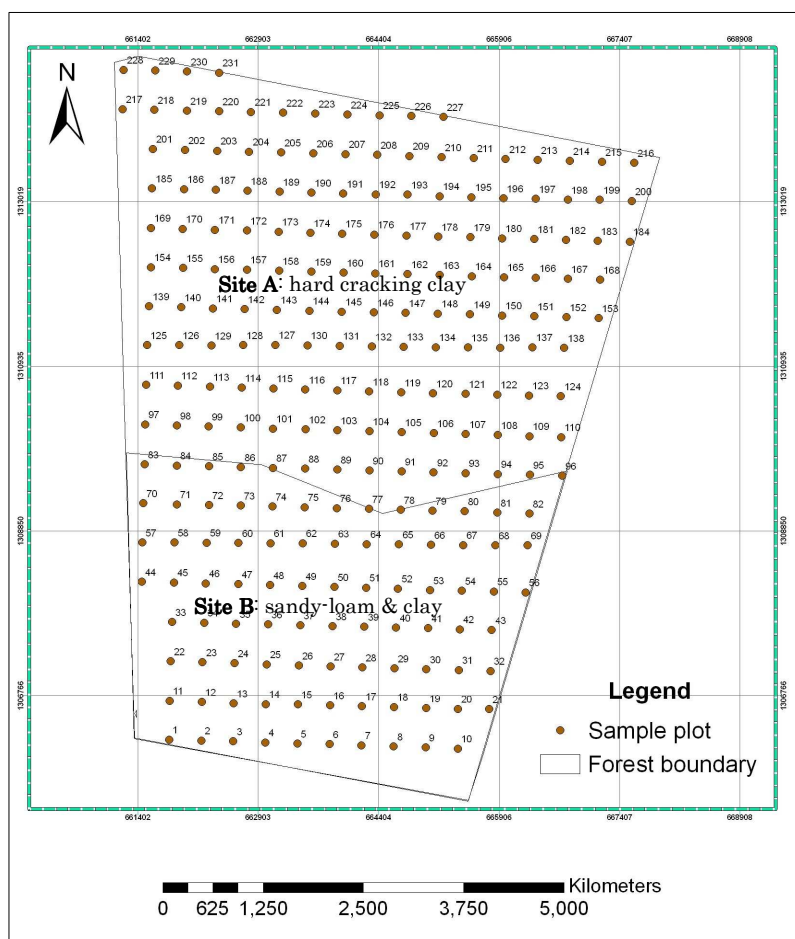 661402 662903 664404 665906 667407 668908
N
228 229 230 231
217 218 219 220 221 222 223 224 225 226 227
201 202 203 204 205 206 207 208 209 210 211 212 213 214 215 216
1313019 1313019
185 186 187 188 189 190 191 192 193 194 195 196 197 198 199 200
169 170 171 172 173 174 175 176 177 178 179 180 181 182 183 184
154 155 156 157 158 159 160 161 162 163 164 165 166 167 168
Site A: hard cracking clay
139 140 141 142 143 144 145 146 147 148 149 150 151 152 153
125 126 129 128 127 130 131 132 133 134 135 136 137 138
1310935 1310935
111 112 113 114 115 116 117 118 119 120 121 122 123 124
97 98 99 100 101 102 103 104 105 106 107 108 109 110
83 84 85 86 87 88 89 90 91 92 93 94 95 96
70 71 72 73 74 75 76 77 78 79 80 81 82
1308850 1308850
57 58 59 60 61 62 63 64 65 66 67 68 69
44 45 46 47 48 49 50 51 52 53 54 55 56
Site B: sandy-loam & clay
33 34 35 36 37 38 39 40 41 42 43
22 23 24 25 26 27 28 29 30 31 32
1306766 1306766
11 12 13 14 15 16 17 18 19 20 21
1 2 3 4 5 6 7 8 9 10
Legend
Sample plot
Forest boundary
661402 662903 664404 665906 667407 668908
Kilometers
0 625 1,250 2,500 3,750 5,000